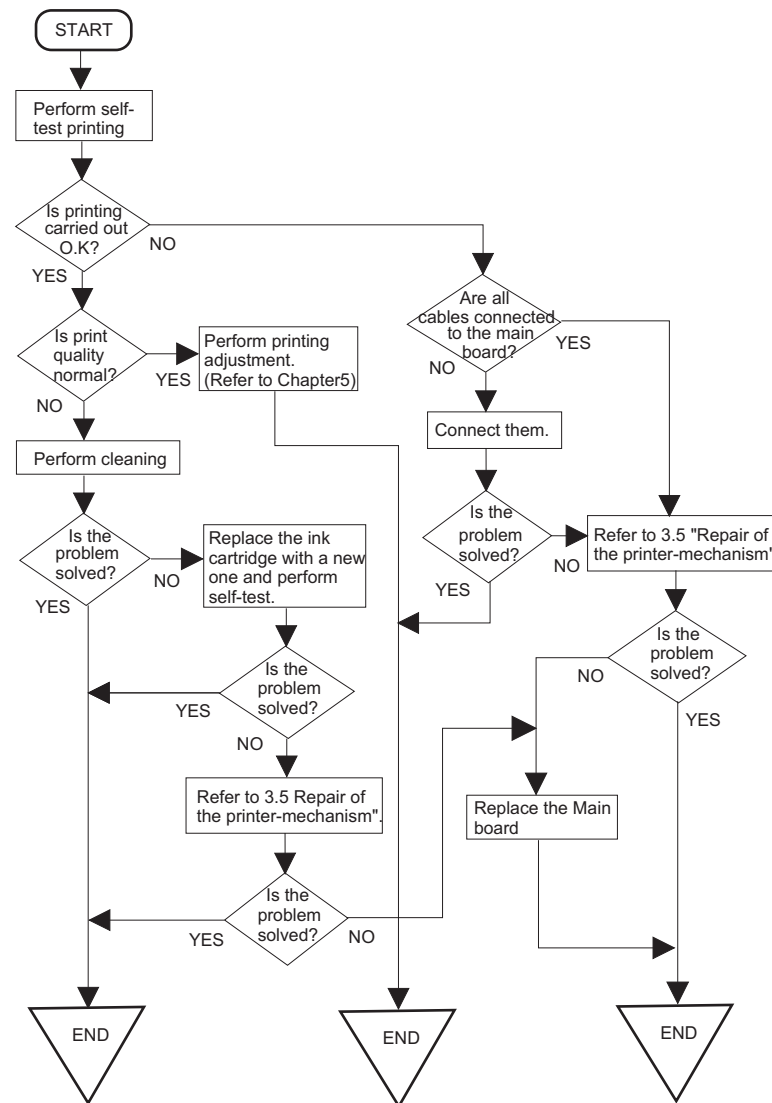 START
Perform self-
test printing
Is printing
carried out
O.K?
NO
YES
Are all
cables connected
to the main
board?
YES
NO
Is print
quality
normal?
YES
NO
Perform printing
adjustment.
(Refer to Chapter5)
Connect them.
Perform cleaning
Is the
problem
solved?
NO
YES
Replace the ink
cartridge with a new
one and perform
self-test.
Is the
problem
solved?
NO
YES
Refer to 3.5 "Repair of
the printer-mechanism"
Is the
problem
solved?
NO
YES
Is the
problem
solved?
YES
NO
Refer to 3.5 Repair of
the printer-mechanism".
Replace the Main
board
Is the
problem
solved?
YES
NO
END
END
END